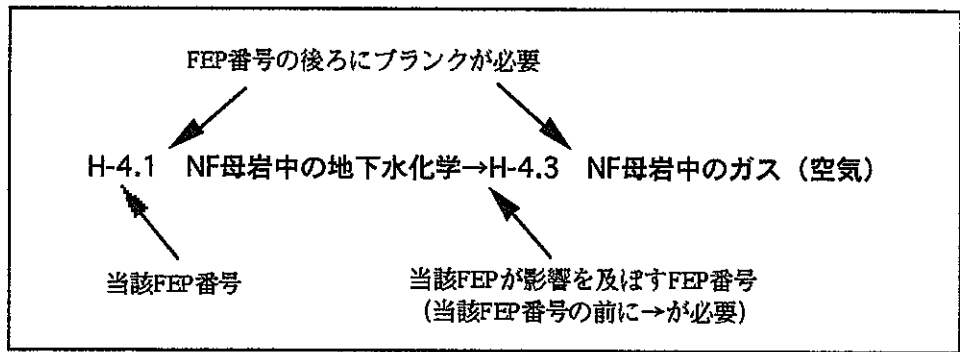 FEP番号の後ろにブランクが必要
H-4.1　NF母岩中の地下水化学→H-4.3　NF母岩中のガス（空気）
当該FEP番号
当該FEPが影響を及ぼすFEP番号
（当該FEP番号の前に→が必要）